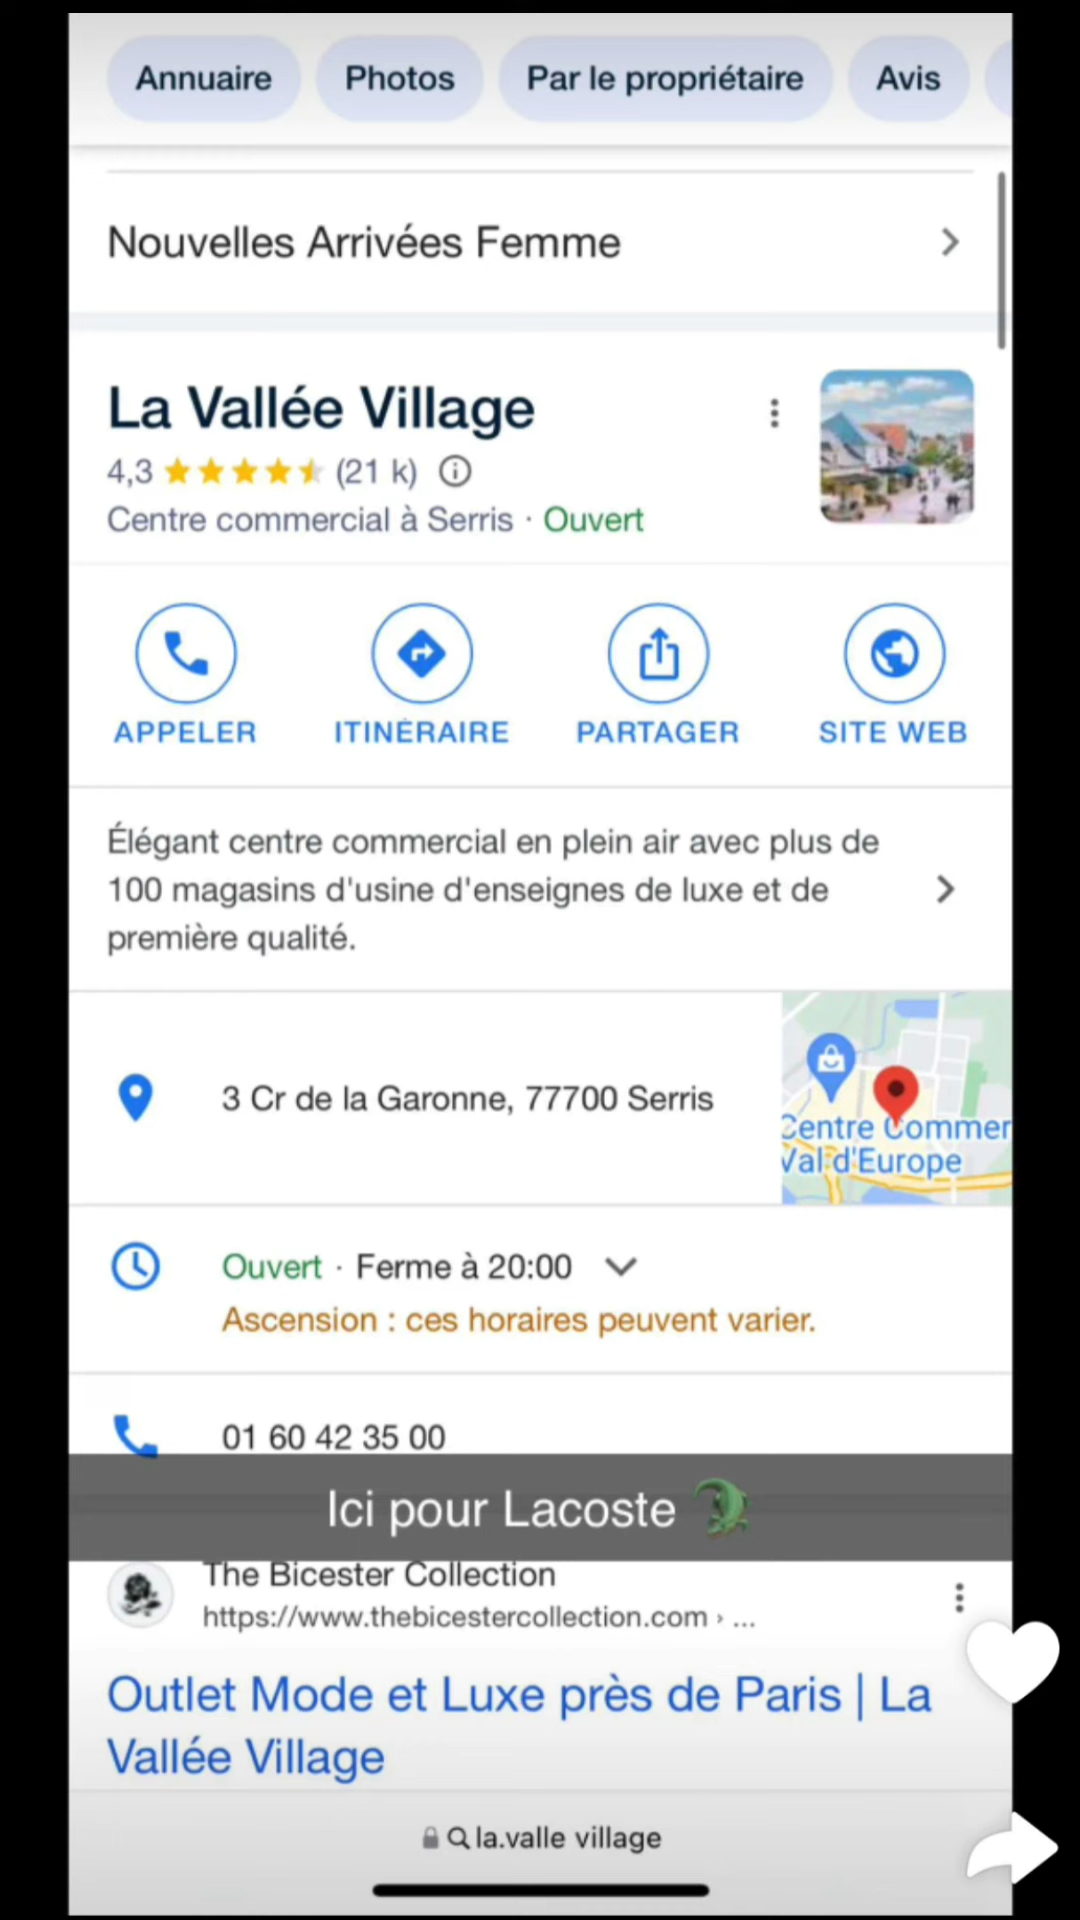 Annuaire
Photos
Par le propriétaire
Avis
Nouvelles Arrivées Femme
La Vallée Village
4,3 (21 k)
Centre commercial à Serris · Ouvert
APPELER
ITINÉRAIRE
PARTAGER
SITE WEB
Élégant centre commercial en plein air avec plus de
100 magasins d'usine d'enseignes de luxe et de
première qualité.
3 Cr de la Garonne, 77700 Serris
Centre Commer
Val d'Europe
Ouvert · Ferme à 20:00
Ascension : ces horaires peuvent varier.
01 60 42 35 00
Ici pour Lacoste 🐊
The Bicester Collection
https://www.thebicestercollection.com › ...
Outlet Mode et Luxe près de Paris | La
Vallée Village
la.valle village